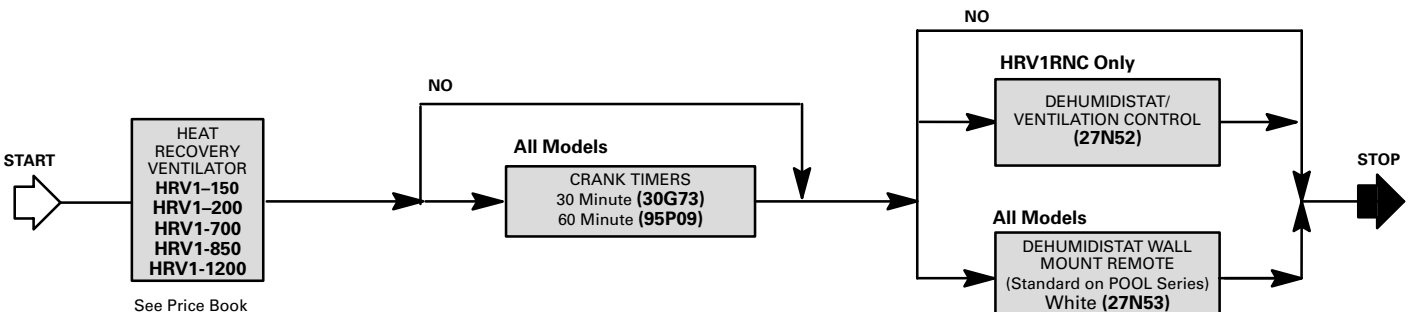 START
HEAT
RECOVERY
VENTILATOR
HRV1–150
HRV1–200
HRV1-700
HRV1-850
HRV1-1200
See Price Book
NO
All Models
CRANK TIMERS
30 Minute (30G73)
60 Minute (95P09)
NO
HRV1RNC Only
DEHUMIDISTAT/
VENTILATION CONTROL
(27N52)
All Models
DEHUMIDISTAT WALL
MOUNT REMOTE
(Standard on POOL Series)
White (27N53)
STOP